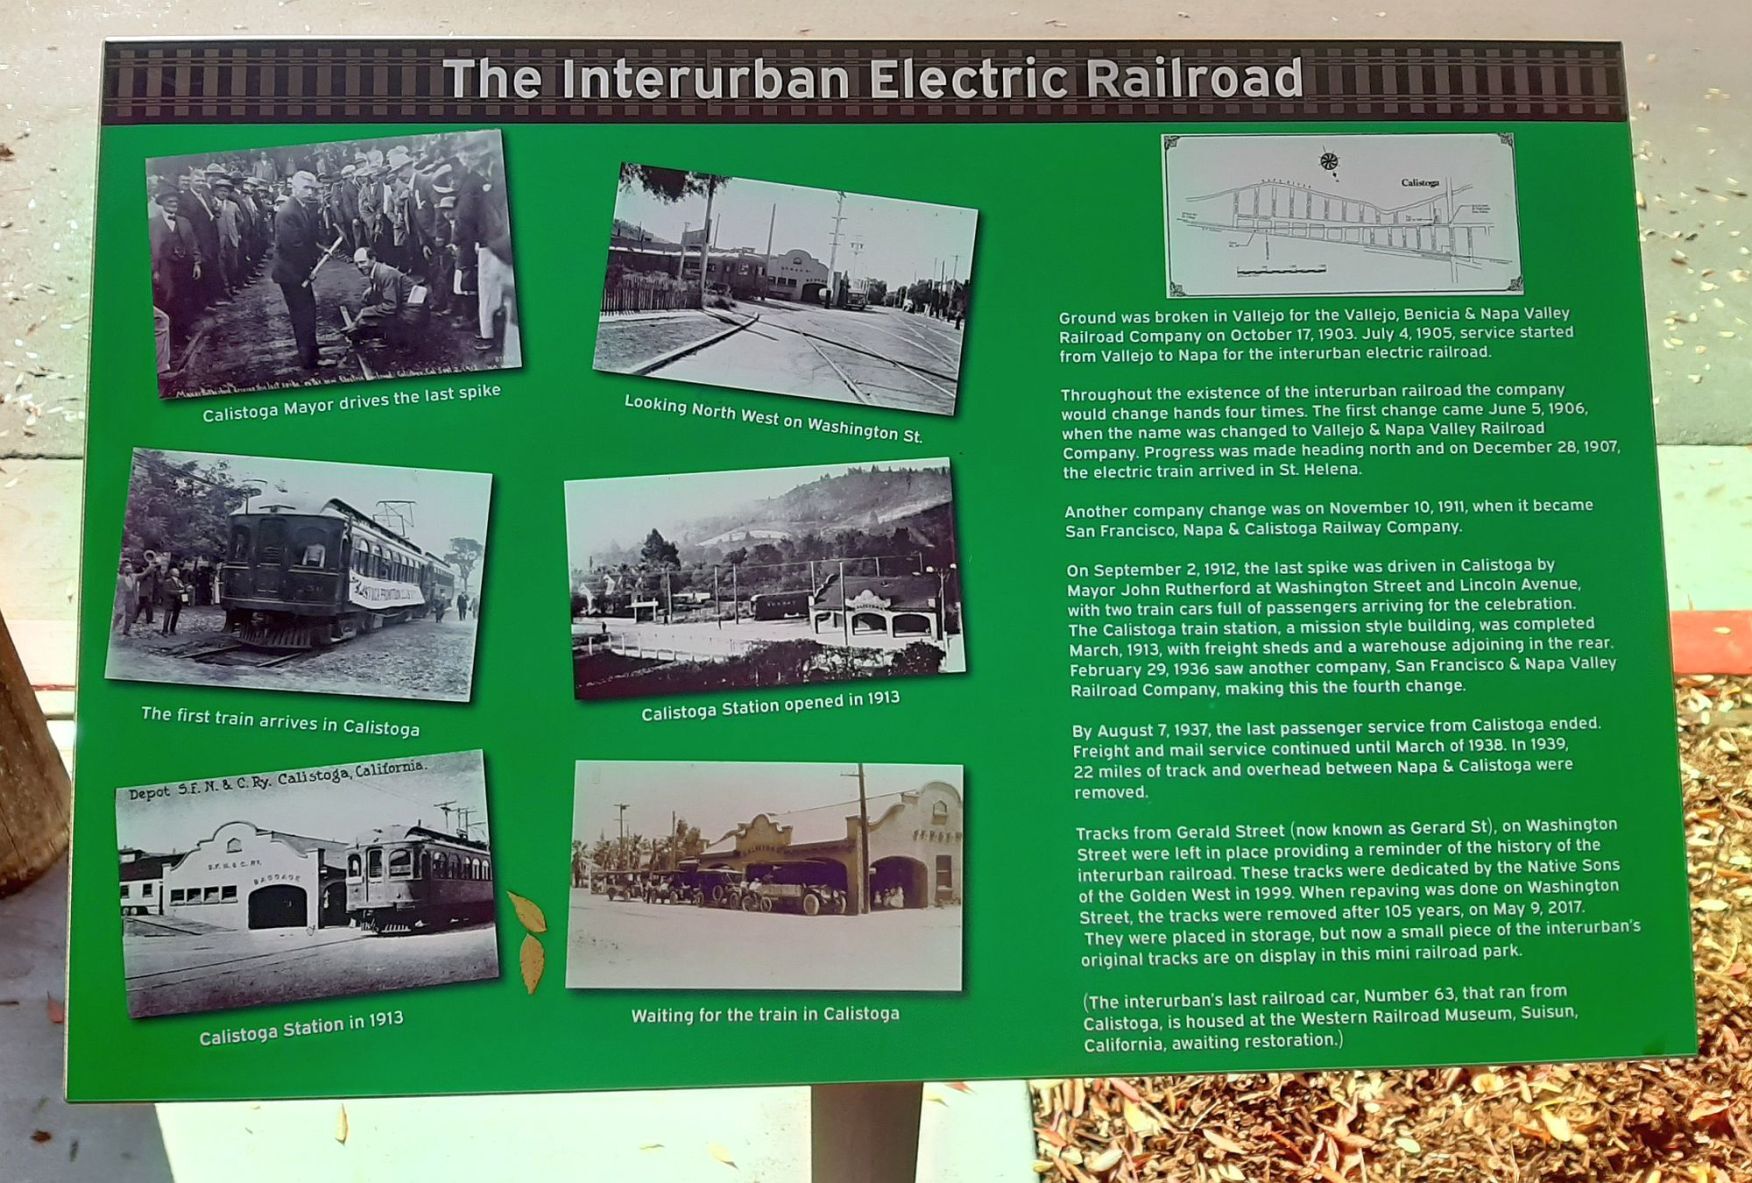 The Interurban Electric Railroad
Calistoga Mayor drives the last spike
Looking North West on Washington St.
The first train arrives in Calistoga
Calistoga Station opened in 1913
Depot S.F. N. & C. Ry. Calistoga, California.
S.F. N. & C. RY.
BAGGAGE
Calistoga Station in 1913
Waiting for the train in Calistoga
Calistoga
Ground was broken in Vallejo for the Vallejo, Benicia & Napa Valley
Railroad Company on October 17, 1903. July 4, 1905, service started
from Vallejo to Napa for the interurban electric railroad.
Throughout the existence of the interurban railroad the company
would change hands four times. The first change came June 5, 1906,
when the name was changed to Vallejo & Napa Valley Railroad
Company. Progress was made heading north and on December 28, 1907,
the electric train arrived in St. Helena.
Another company change was on November 10, 1911, when it became
San Francisco, Napa & Calistoga Railway Company.
On September 2, 1912, the last spike was driven in Calistoga by
Mayor John Rutherford at Washington Street and Lincoln Avenue,
with two train cars full of passengers arriving for the celebration.
The Calistoga train station, a mission style building, was completed
March, 1913, with freight sheds and a warehouse adjoining in the rear.
February 29, 1936 saw another company, San Francisco & Napa Valley
Railroad Company, making this the fourth change.
By August 7, 1937, the last passenger service from Calistoga ended.
Freight and mail service continued until March of 1938. In 1939,
22 miles of track and overhead between Napa & Calistoga were
removed.
Tracks from Gerald Street (now known as Gerard St), on Washington
Street were left in place providing a reminder of the history of the
interurban railroad. These tracks were dedicated by the Native Sons
of the Golden West in 1999. When repaving was done on Washington
Street, the tracks were removed after 105 years, on May 9, 2017.
They were placed in storage, but now a small piece of the interurban's
original tracks are on display in this mini railroad park.
(The interurban's last railroad car, Number 63, that ran from
Calistoga, is housed at the Western Railroad Museum, Suisun,
California, awaiting restoration.)